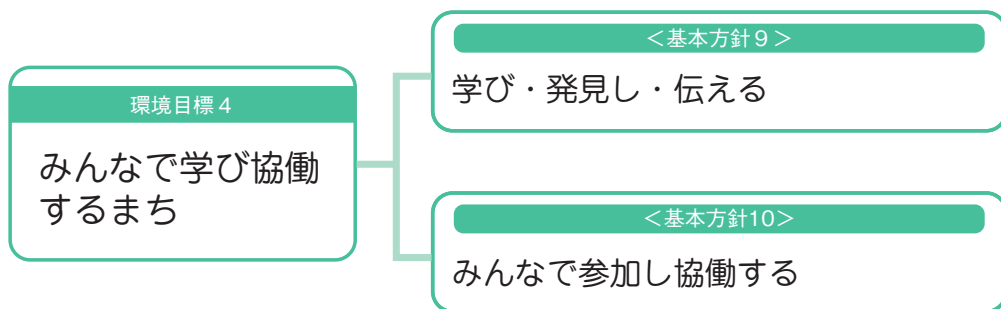 環境目標4
みんなで学び協働
するまち
＜基本方針9＞
学び・発見し・伝える
＜基本方針10＞
みんなで参加し協働する